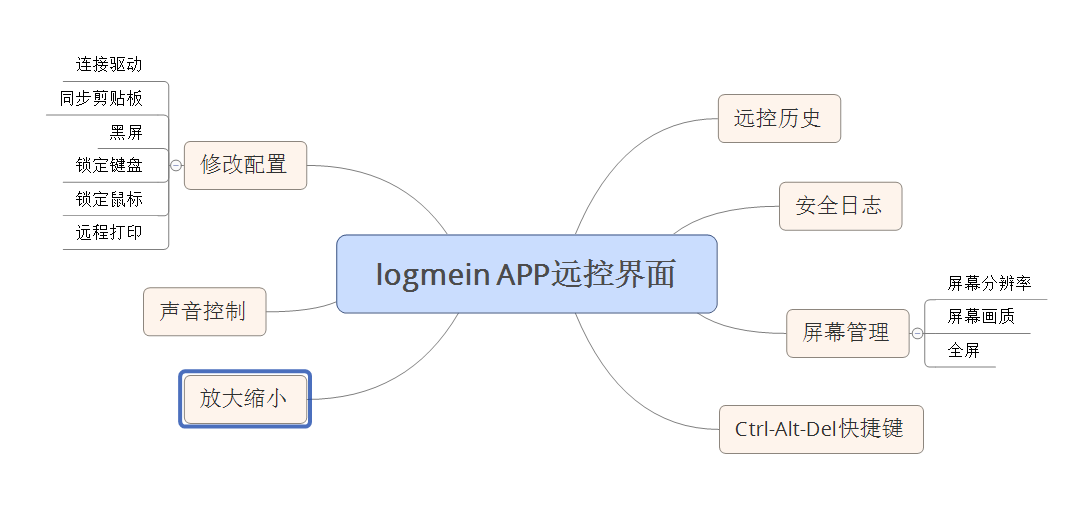 logmein APP远控界面
远控历史
安全日志
屏幕管理
屏幕分辨率
屏幕画质
全屏
Ctrl-Alt-Del快捷键
修改配置
连接驱动
同步剪贴板
黑屏
锁定键盘
锁定鼠标
远程打印
声音控制
放大缩小